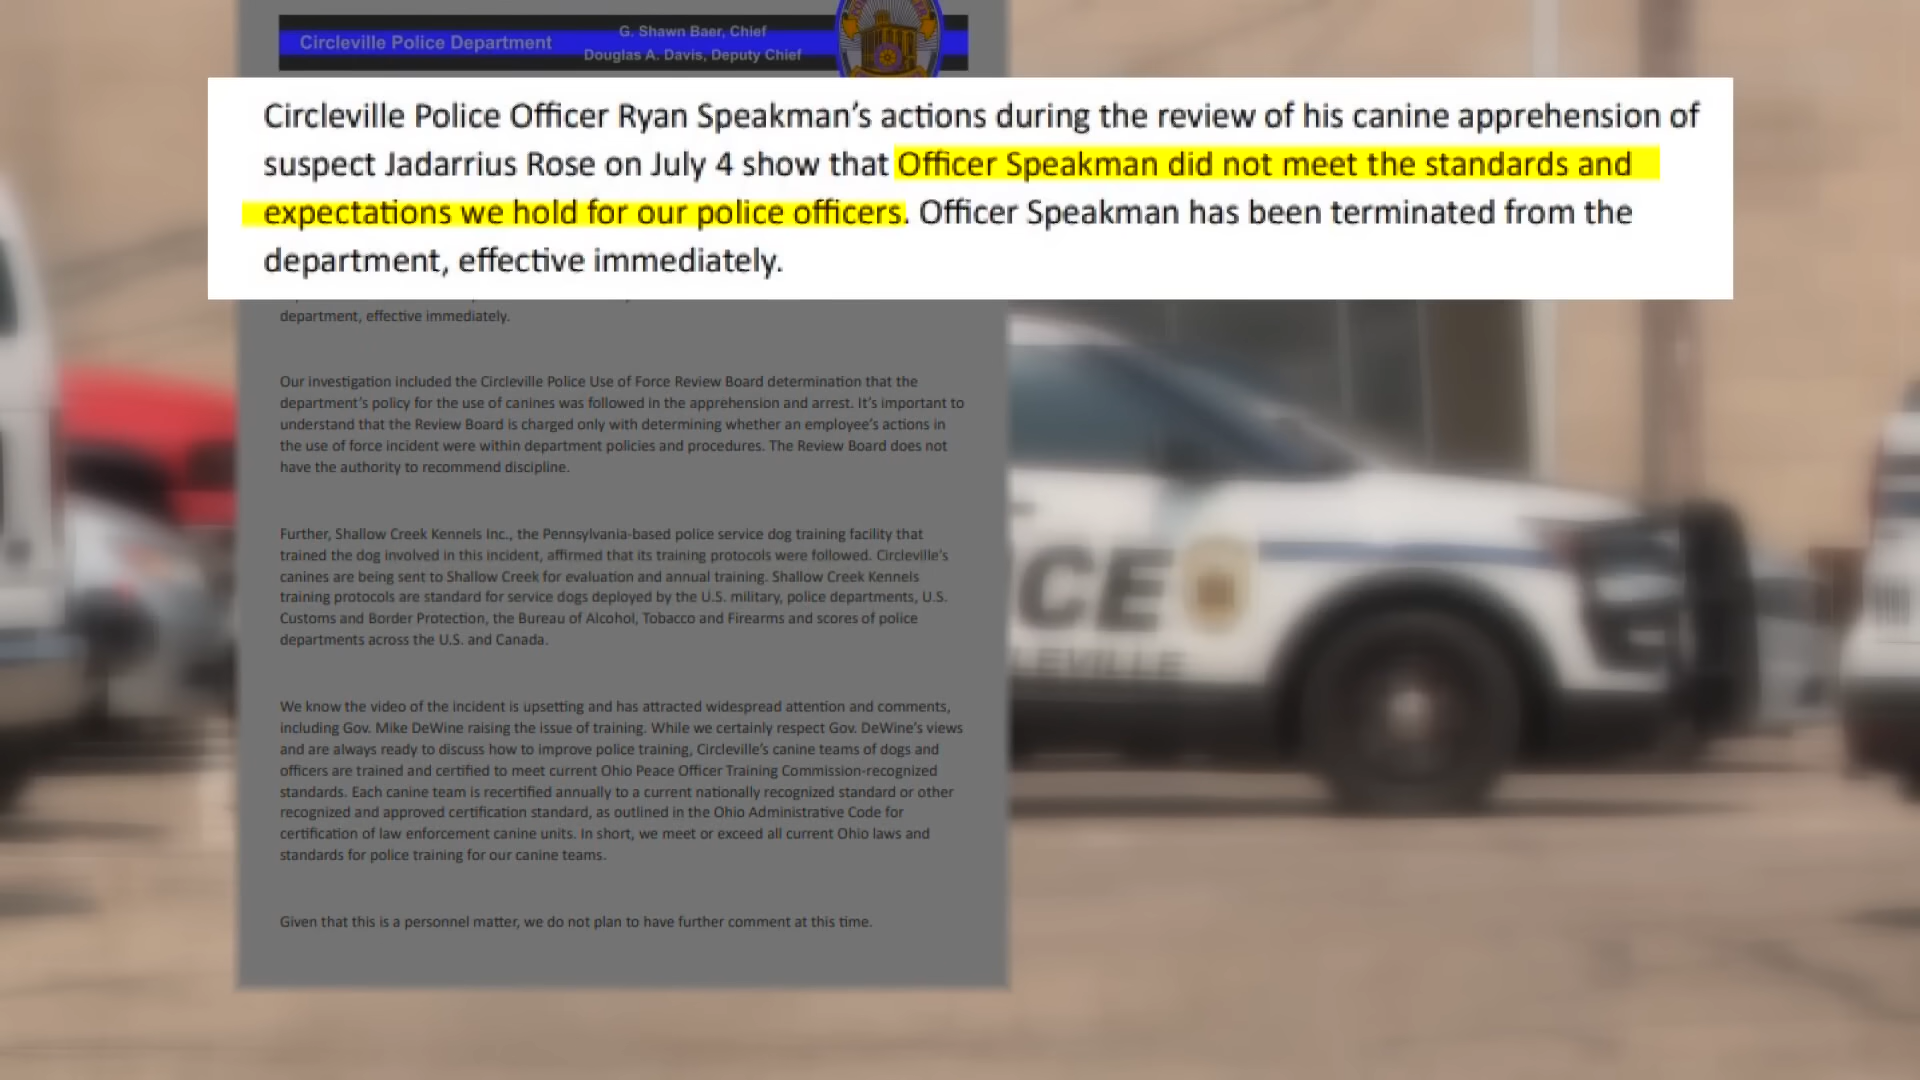 Circleville Police Department
G. Shawn Baer, Chief
Douglas A. Davis, Deputy Chief
Circleville Police Officer Ryan Speakman’s actions during the review of his canine apprehension of
suspect Jadarrius Rose on July 4 show that Officer Speakman did not meet the standards and
expectations we hold for our police officers. Officer Speakman has been terminated from the
department, effective immediately.
department, effective immediately.
Our investigation included the Circleville Police Use of Force Review Board determination that the
department’s policy for the use of canines was followed in the apprehension and arrest. It’s important to
understand that the Review Board is charged only with determining whether an employee’s actions in
the use of force incident were within department policies and procedures. The Review Board does not
have the authority to recommend discipline.
Further, Shallow Creek Kennels Inc., the Pennsylvania-based police service dog training facility that
trained the dog involved in this incident, affirmed that its training protocols were followed. Circleville’s
canines are being sent to Shallow Creek for evaluation and annual training. Shallow Creek Kennels
training protocols are standard for service dogs deployed by the U.S. military, police departments, U.S.
Customs and Border Protection, the Bureau of Alcohol, Tobacco and Firearms and scores of police
departments across the U.S. and Canada.
We know the video of the incident is upsetting and has attracted widespread attention and comments,
including Gov. Mike DeWine raising the issue of training. While we certainly respect Gov. DeWine’s views
and are always ready to discuss how to improve police training, Circleville’s canine teams of dogs and
officers are trained and certified to meet current Ohio Peace Officer Training Commission-recognized
standards. Each canine team is recertified annually to a current nationally recognized standard or other
recognized and approved certification standard, as outlined in the Ohio Administrative Code for
certification of law enforcement canine units. In short, we meet or exceed all current Ohio laws and
standards for police training for our canine teams.
Given that this is a personnel matter, we do not plan to have further comment at this time.
ICE
LEVILLE